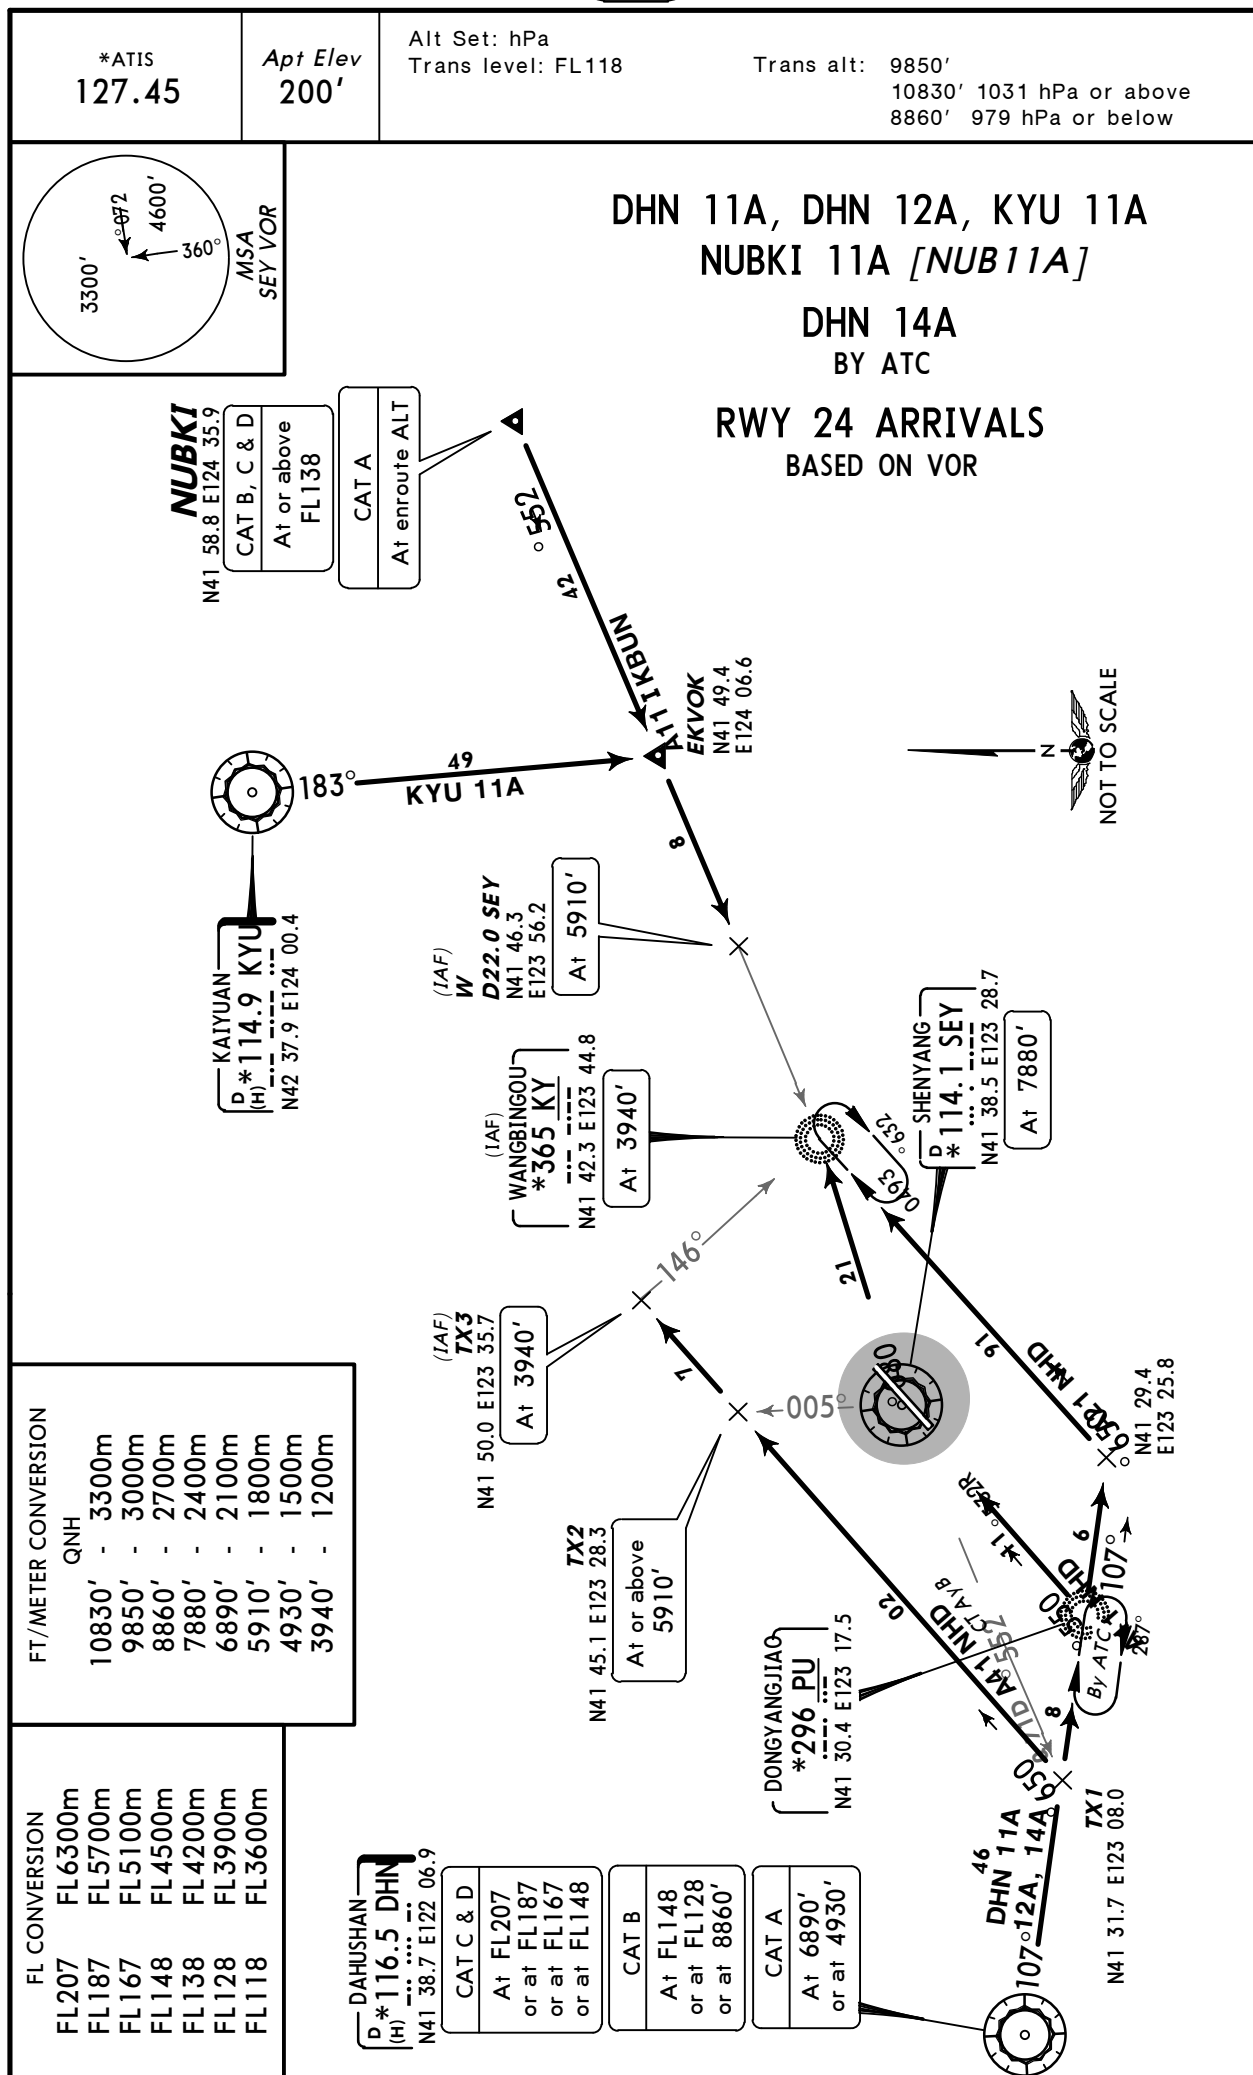 *ATIS
127.45
Apt Elev
200'
Alt Set: hPa
Trans level: FL118
Trans alt: 9850'
10830' 1031 hPa or above
8860' 979 hPa or below
3300'
4600'
360°
MSA
SEY VOR
DHN 11A, DHN 12A, KYU 11A
NUBKI 11A [NUB11A]
DHN 14A
BY ATC
RWY 24 ARRIVALS
BASED ON VOR
NUBKI
N41 58.8 E124 35.9
CAT B, C & D
At or above
FL138
CAT A
At enroute ALT
42
EKVOK
N41 49.4
E124 06.6
183°
49
KYU 11A
8
KAIYUAN
D
(H)
*114.9 KYU
N42 37.9 E124 00.4
N
NOT TO SCALE
(IAF)
W
D22.0 SEY
N41 46.3
E123 56.2
At 5910'
(IAF)
WANGBINGOU
*365 KY
N41 42.3 E123 44.8
At 3940'
SHENYANG
D
*114.1 SEY
N41 38.5 E123 28.7
At 7880'
146°
(IAF)
TX3
N41 50.0 E123 35.7
At 3940'
7
005°
TX2
N41 45.1 E123 28.3
At or above
5910'
N41 29.4
E123 25.8
9
107°
DONGYANGJIAO
*296 PU
N41 30.4 E123 17.5
By ATC
287°
8
TX1
N41 31.7 E123 08.0
46
DHN 11A
12A, 14A
107°
DAHUSHAN
D
(H)
*116.5 DHN
N41 38.7 E122 06.9
CAT C & D
At FL207
or at FL187
or at FL167
or at FL148
CAT B
At FL148
or at FL128
or at 8860'
CAT A
At 6890'
or at 4930'
FT/METER CONVERSION
QNH
10830' - 3300m
9850' - 3000m
8860' - 2700m
7880' - 2400m
6890' - 2100m
5910' - 1800m
4930' - 1500m
3940' - 1200m
FL CONVERSION
FL207 FL6300m
FL187 FL5700m
FL167 FL5100m
FL148 FL4500m
FL138 FL4200m
FL128 FL3900m
FL118 FL3600m